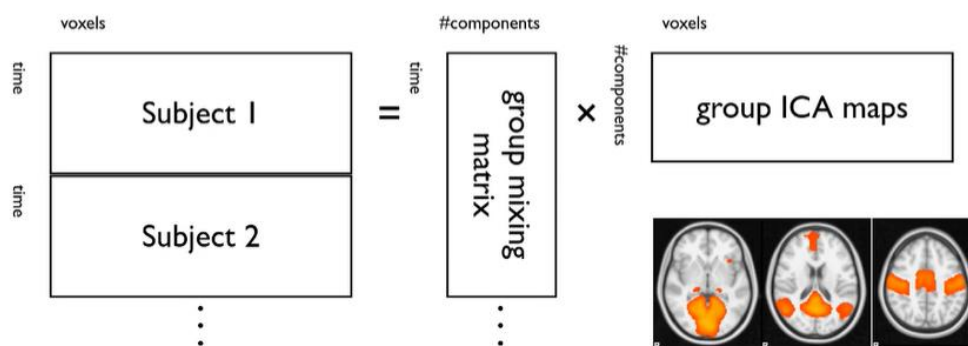 voxels
#components
voxels
time
Subject 1
=
time
group mixing
matrix
×
#components
group ICA maps
time
Subject 2